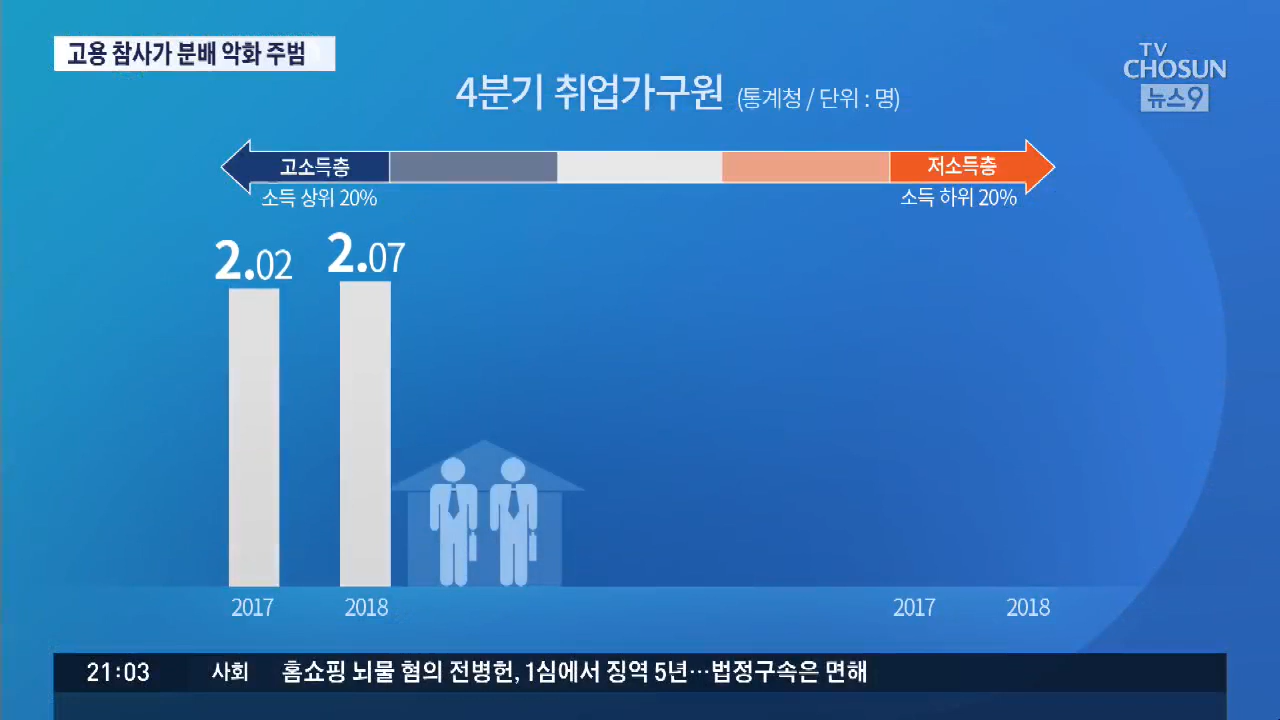 고용 참사가 분배 악화 주범
TV
CHOSUN
뉴스9
4분기 취업가구원 (통계청 / 단위 : 명)
고소득층
저소득층
소득 상위 20%
소득 하위 20%
2.02
2.07
2017
2018
2017
2018
21:03 사회 홈쇼핑 뇌물 혐의 전병헌, 1심에서 징역 5년…법정구속은 면해